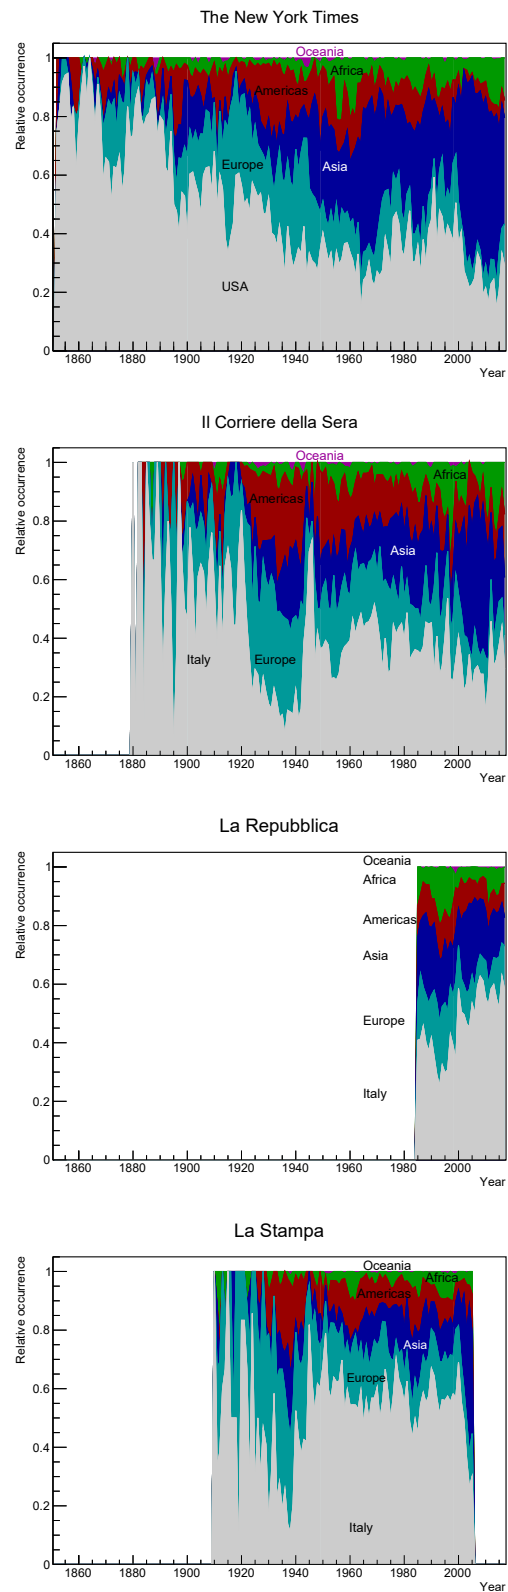 The New York Times
Relative occurrence
1
0.8
0.6
0.4
0.2
0
Oceania
Africa
Americas
Europe
Asia
USA
1860 1880 1900 1920 1940 1960 1980 2000
Year
Il Corriere della Sera
Relative occurrence
1
0.8
0.6
0.4
0.2
0
Oceania
Africa
Americas
Asia
Italy
Europe
1860 1880 1900 1920 1940 1960 1980 2000
Year
La Repubblica
Relative occurrence
1
0.8
0.6
0.4
0.2
0
Oceania
Africa
Americas
Asia
Europe
Italy
1860 1880 1900 1920 1940 1960 1980 2000
Year
La Stampa
Relative occurrence
1
0.8
0.6
0.4
0.2
0
Oceania
Africa
Americas
Asia
Europe
Italy
1860 1880 1900 1920 1940 1960 1980 2000
Year